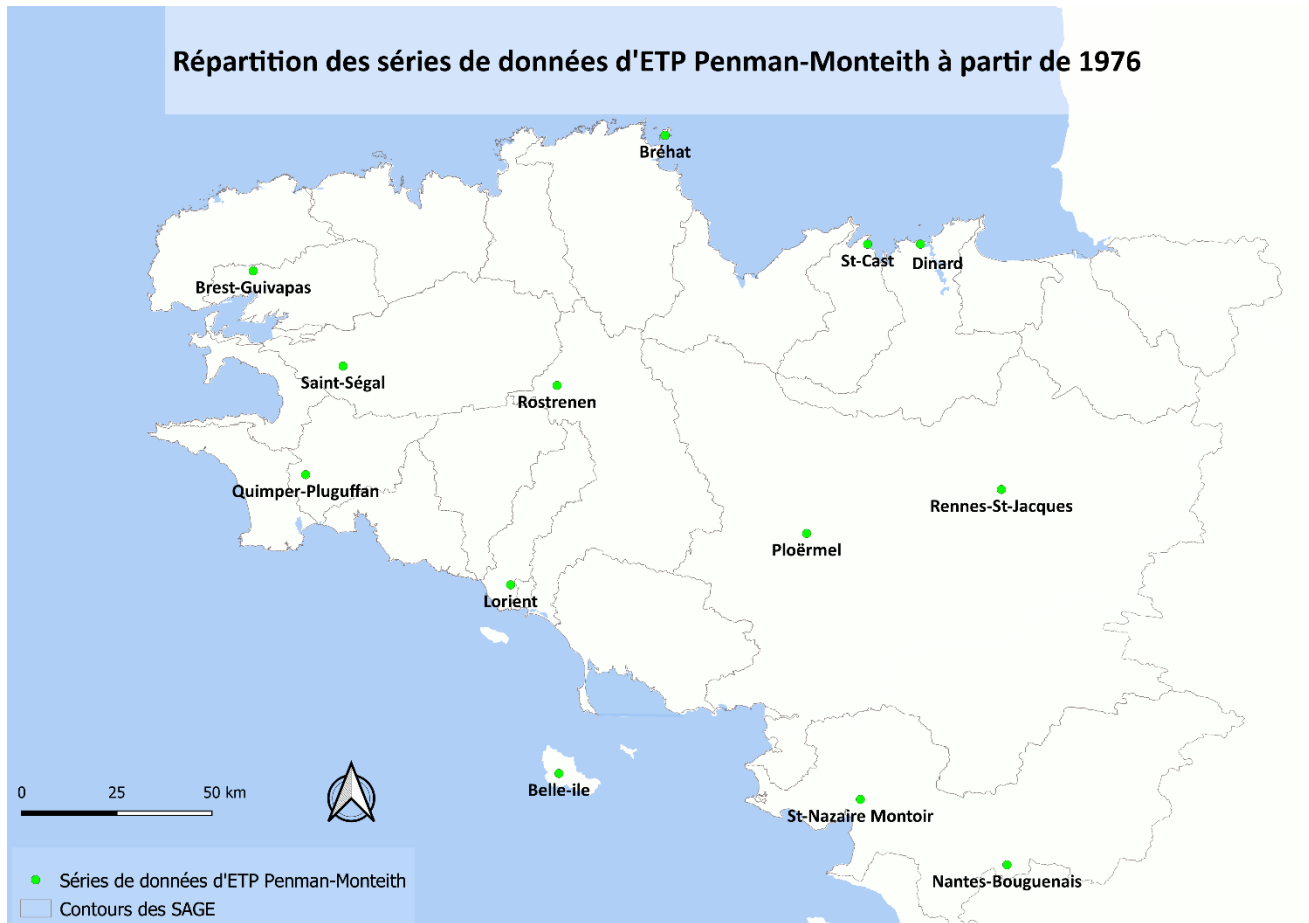 Répartition des séries de données d'ETP Penman-Monteith à partir de 1976
Bréhat
St-Cast
Dinard
Brest-Guivapas
Saint-Ségal
Rostrenen
Quimper-Pluguffan
Rennes-St-Jacques
Ploërmel
Lorient
Belle-ile
St-Nazaire Montoir
Nantes-Bouguenais
0 25 50 km
Séries de données d'ETP Penman-Monteith
Contours des SAGE